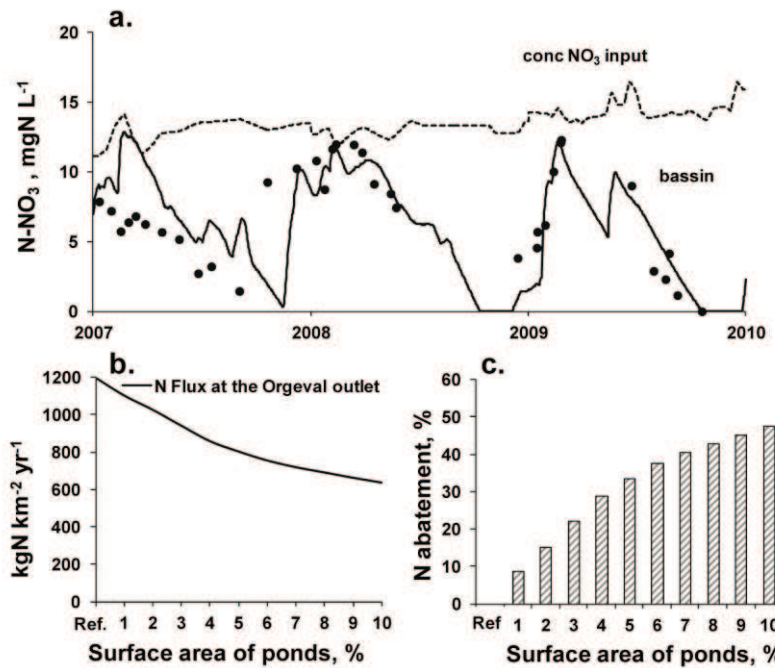 a.
20
15
10
5
0
N-NO3 , mgN L-1
conc NO3 input
bassin
2007 2008 2009 2010
b.
1200
1000
800
600
400
200
0
kgN km-2 yr-1
N Flux at the Orgeval outlet
Ref. 1 2 3 4 5 6 7 8 9 10
Surface area of ponds, %
c.
60
50
40
30
20
10
0
N abatement, %
Ref 1 2 3 4 5 6 7 8 9 10
Surface area of ponds, %